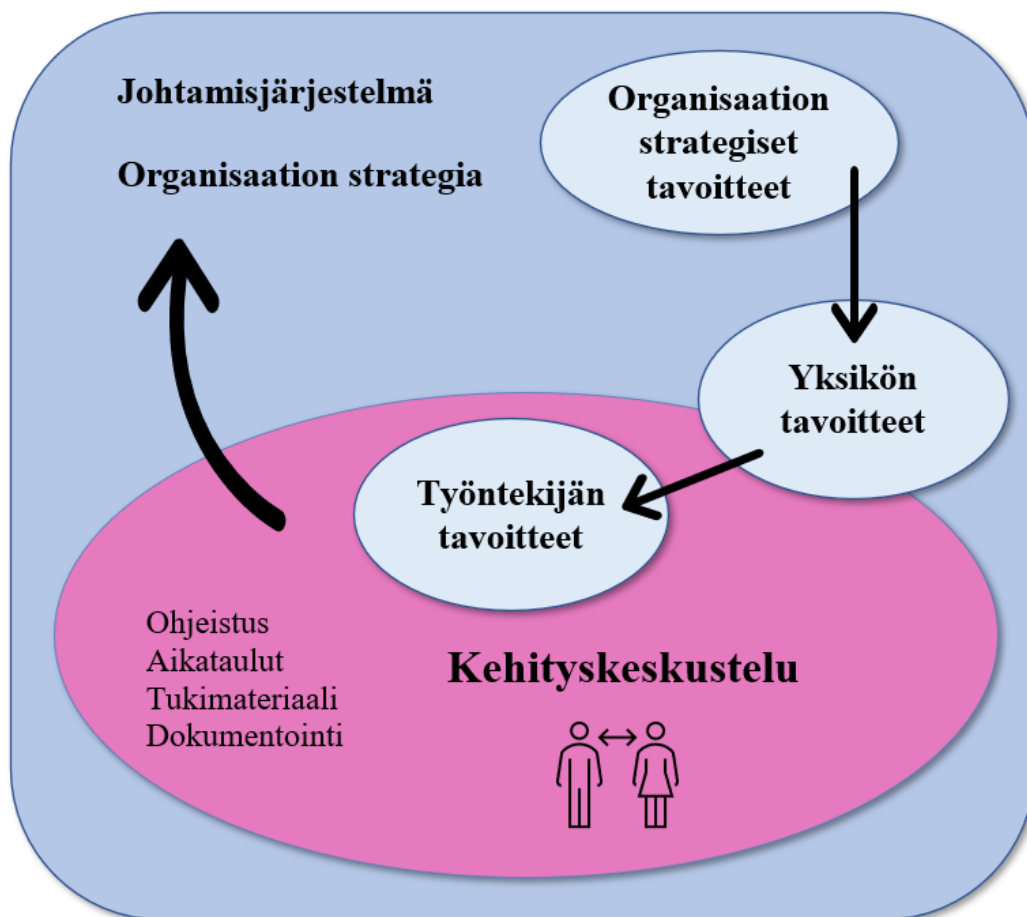 Johtamisjärjestelmä
Organisaation strategia
Organisaation
strategiset
tavoitteet
Yksikön
tavoitteet
Työntekijän
tavoitteet
Ohjeistus
Aikataulut
Tukimateriaali
Dokumentointi
Kehityskeskustelu